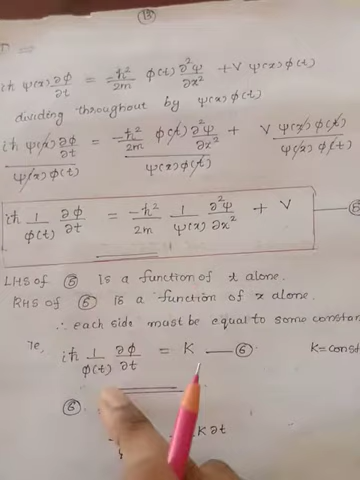 13
iħ ψ(x) ∂φ/∂t = -ħ²/2m φ(t) ∂²ψ/∂x² + V ψ(x) φ(t)
dividing throughout by ψ(x) φ(t)
iħ ψ(x) ∂φ/∂t / ψ(x) φ(t) = -ħ²/2m φ(t) ∂²ψ/∂x² / ψ(x) φ(t) + V ψ(x) φ(t) / ψ(x) φ(t)
iħ 1/φ(t) ∂φ/∂t = -ħ²/2m 1/ψ(x) ∂²ψ/∂x² + V — 5
LHS of 5 is a function of t alone.
RHS of 5 is a function of x alone.
∴ each side must be equal to some constan
ie, iħ 1/φ(t) ∂φ/∂t = K — 6 K = const
6
K ∂t